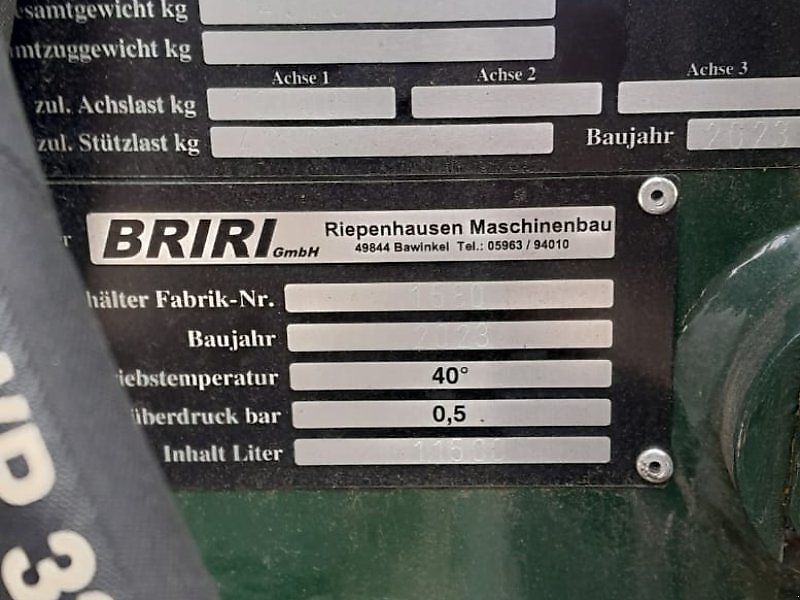 esamtgewicht kg
mtzuggewicht kg
Achse 1 Achse 2 Achse 3
zul. Achslast kg
zul. Stützlast kg Baujahr 2023
BRIRI GmbH Riepenhausen Maschinenbau
49844 Bawinkel Tel.: 05963 / 94010
hälter Fabrik-Nr.
Baujahr 2023
iebstemperatur 40°
überdruck bar 0,5
Inhalt Liter